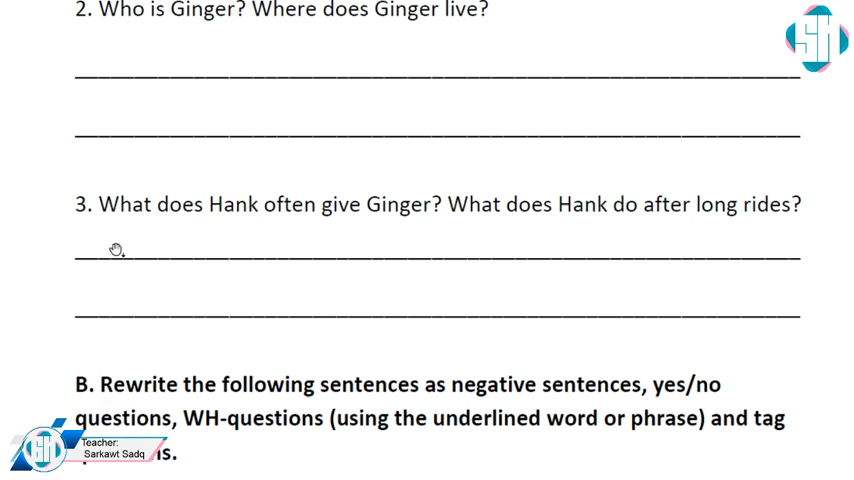 2. Who is Ginger? Where does Ginger live?
3. What does Hank often give Ginger? What does Hank do after long rides?
B. Rewrite the following sentences as negative sentences, yes/no
questions, WH-questions (using the underlined word or phrase) and tag
Teacher:
Sarkawt Sadq